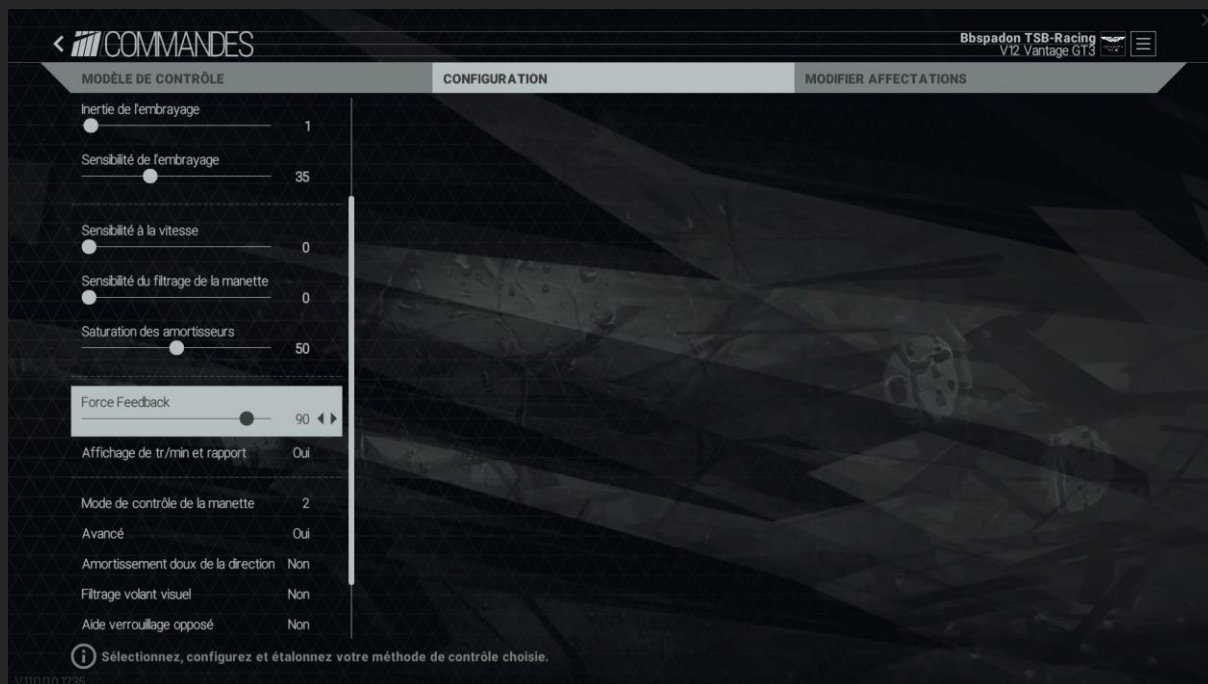 COMMANDES
Bbspadon TSB-Racing
V12 Vantage GT3
MODÈLE DE CONTRÔLE
CONFIGURATION
MODIFIER AFFECTATIONS
Inertie de l'embrayage
1
Sensibilité de l'embrayage
35
Sensibilité à la vitesse
0
Sensibilité du filtrage de la manette
0
Saturation des amortisseurs
50
Force Feedback
90
Affichage de tr/min et rapport Oui
Mode de contrôle de la manette 2
Avancé Oui
Amortissement doux de la direction Non
Filtrage volant visuel Non
Aide verrouillage opposé Non
Sélectionnez, configurez et étalonnez votre méthode de contrôle choisie.